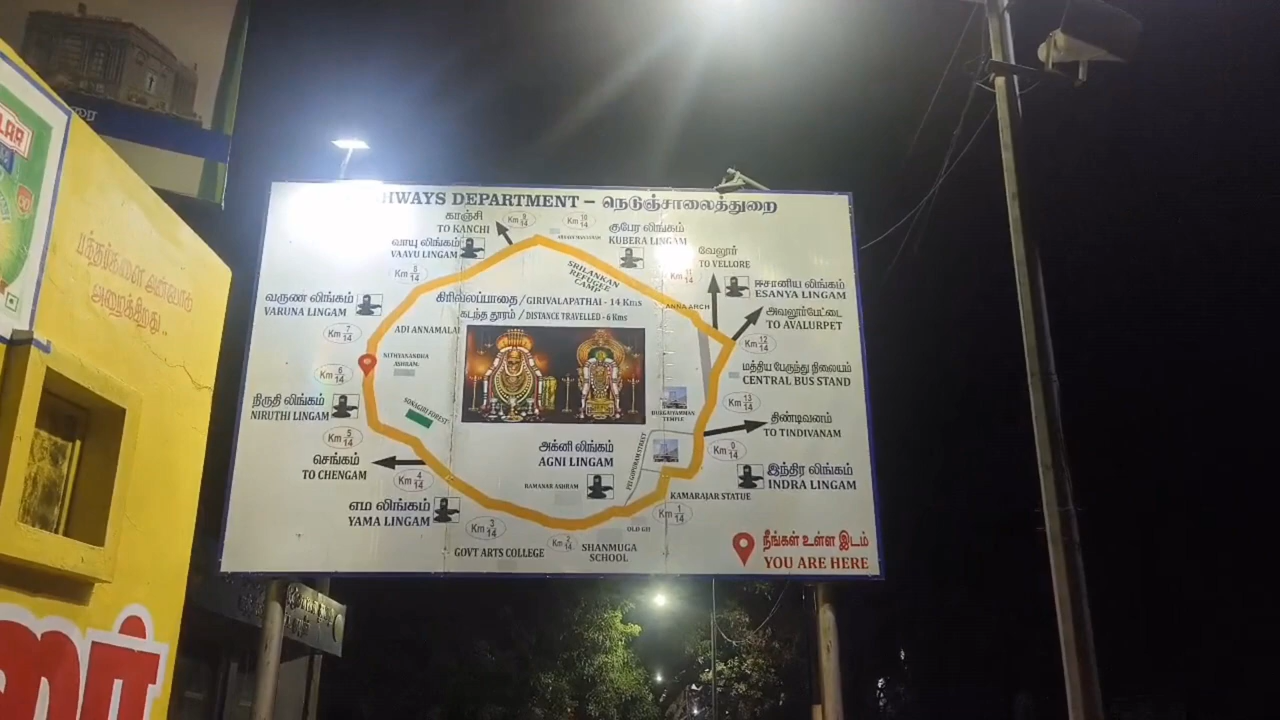 HWAYS DEPARTMENT – நெடுஞ்சாலைத்துறை
காஞ்சி
TO KANCHI
Km 9/14
Km 10/14
குபேர லிங்கம்
KUBERA LINGAM
வாயு லிங்கம்
VAAYU LINGAM
Km 8/14
SRILANKAN
REFUGEE
CAMP
Km 11/14
வேலூர்
TO VELLORE
ஈசானிய லிங்கம்
ESANYA LINGAM
வருண லிங்கம்
VARUNA LINGAM
கிரிவலப்பாதை / GIRIVALAPATHAI - 14 Kms
கடந்த தூரம் / DISTANCE TRAVELLED - 6 Kms
ANNA ARCH
அவலூர்பேட்டை
TO AVALURPET
Km 7/14
ADI ANNAMALAI
Km 12/14
NITHYANANDHA
ASHRAM
Km 6/14
மத்திய பேருந்து நிலையம்
CENTRAL BUS STAND
நிருதி லிங்கம்
NIRUTHI LINGAM
SONAGIRI FOREST
DURGAIYAMMAN
TEMPLE
Km 13/14
திண்டிவனம்
TO TINDIVANAM
Km 5/14
அக்னி லிங்கம்
AGNI LINGAM
PEY GOPURAM STREET
Km 0/14
செங்கம்
TO CHENGAM
Km 4/14
இந்திர லிங்கம்
INDRA LINGAM
RAMANAR ASHRAM
KAMARAJAR STATUE
எம லிங்கம்
YAMA LINGAM
Km 1/14
Km 3/14
OLD GH
Km 2/14
GOVT ARTS COLLEGE
SHANMUGA
SCHOOL
நீங்கள் உள்ள இடம்
YOU ARE HERE
பக்தர்களை அன்போடு
அழைக்கிறது..